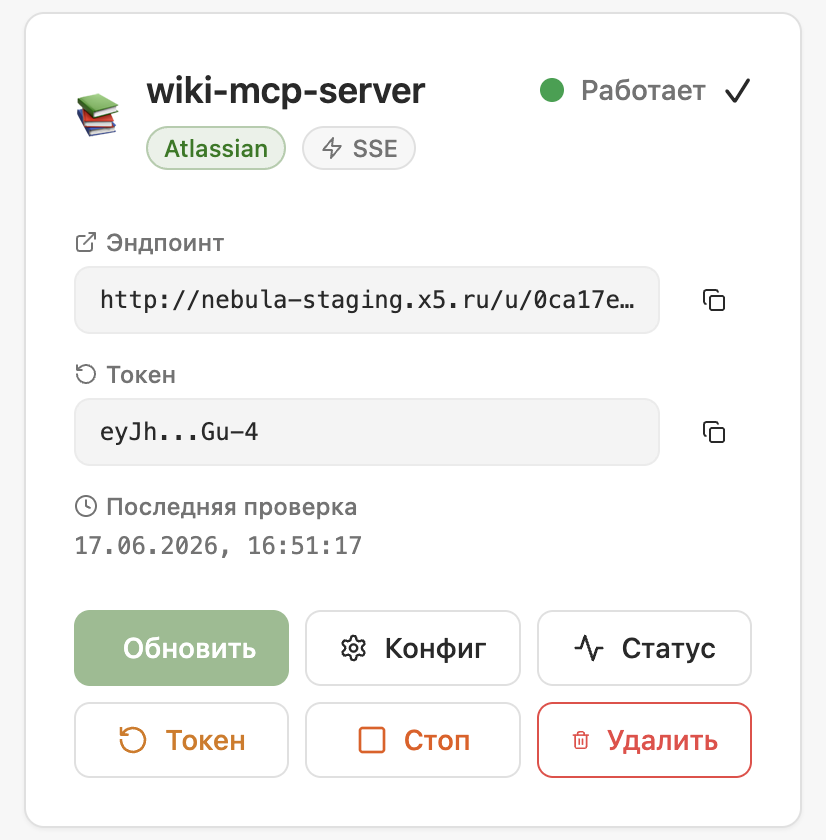 wiki-mcp-server
Работает
Atlassian
SSE
Эндпоинт
http://nebula-staging.x5.ru/u/0ca17e…
Токен
eyJh...Gu-4
Последняя проверка
17.06.2026, 16:51:17
Обновить
Конфиг
Статус
Токен
Стоп
Удалить